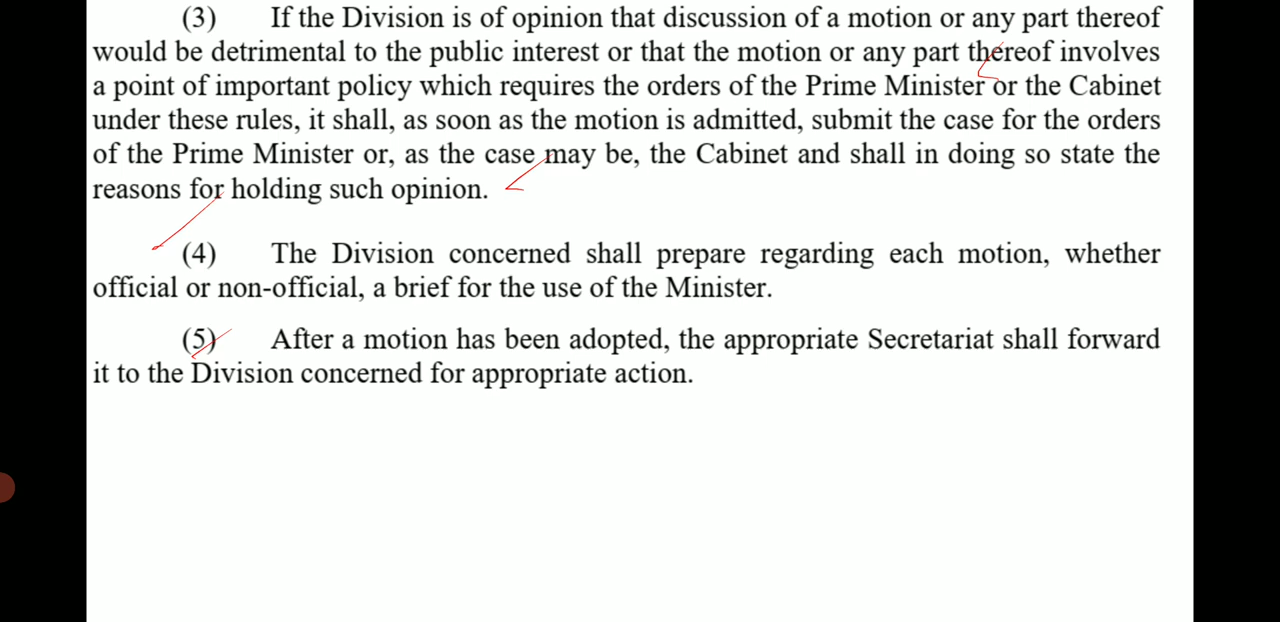 (3) If the Division is of opinion that discussion of a motion or any part thereof
would be detrimental to the public interest or that the motion or any part thereof involves
a point of important policy which requires the orders of the Prime Minister or the Cabinet
under these rules, it shall, as soon as the motion is admitted, submit the case for the orders
of the Prime Minister or, as the case may be, the Cabinet and shall in doing so state the
reasons for holding such opinion.
(4) The Division concerned shall prepare regarding each motion, whether
official or non-official, a brief for the use of the Minister.
(5) After a motion has been adopted, the appropriate Secretariat shall forward
it to the Division concerned for appropriate action.